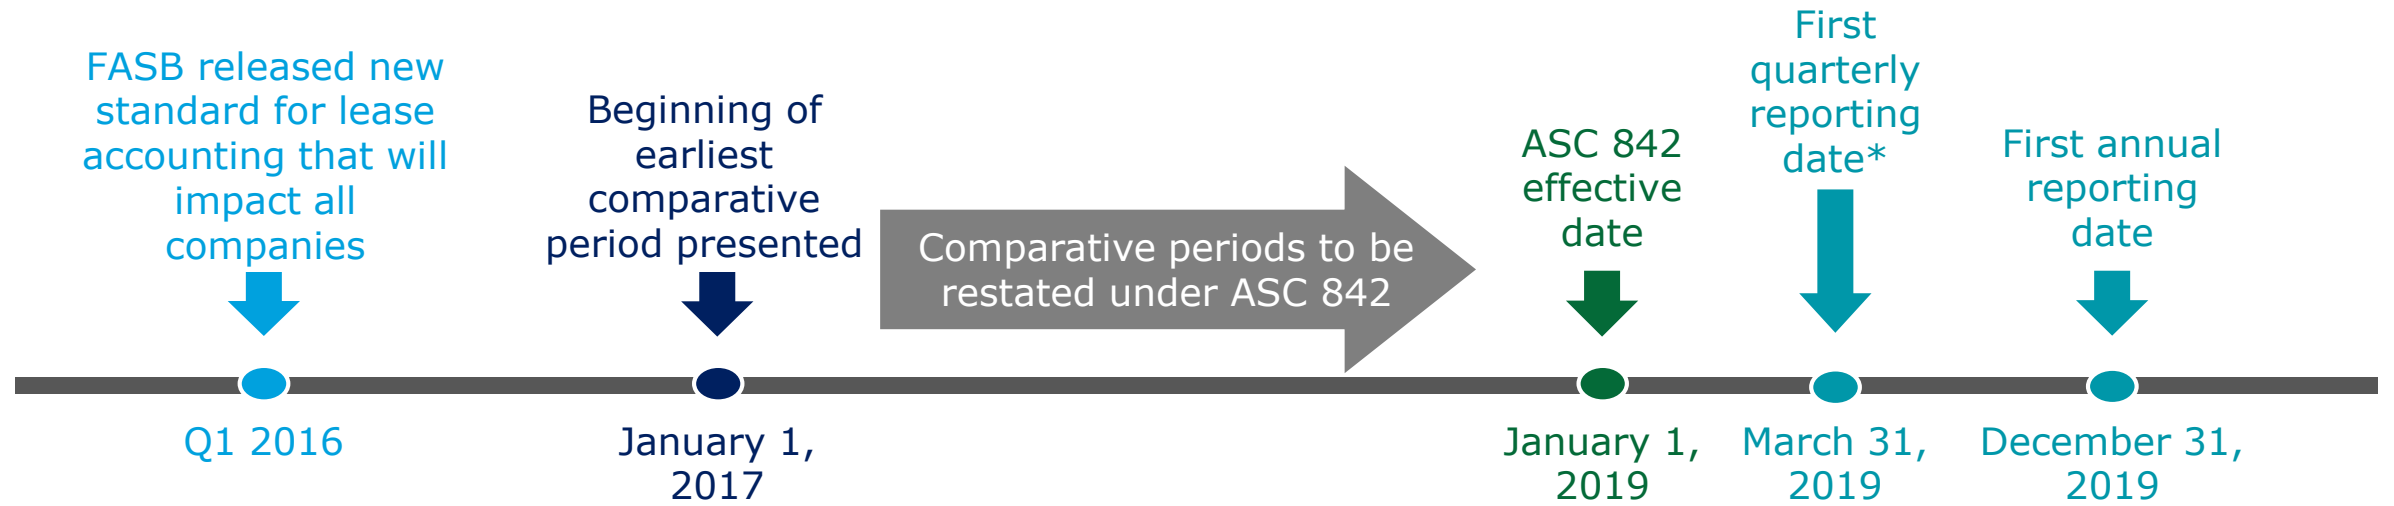 FASB released new
standard for lease
accounting that will
impact all
companies
Q1 2016
Beginning of
earliest
comparative
period presented
January 1,
2017
Comparative periods to be
restated under ASC 842
ASC 842
effective
date
January 1,
2019
First
quarterly
reporting
date*
March 31,
2019
First annual
reporting
date
December 31,
2019